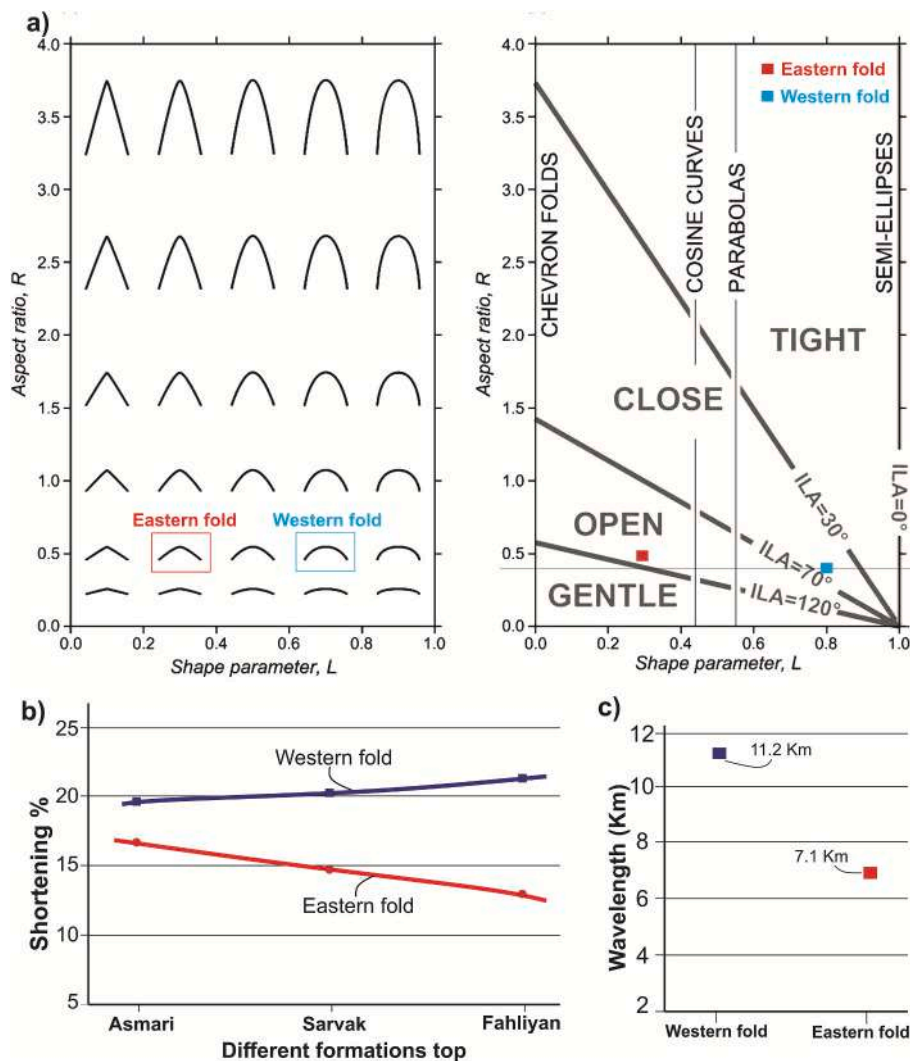 a)
4.0
3.5
3.0
2.5
2.0
1.5
1.0
0.5
0.0
Aspect ratio, R
Eastern fold
Western fold
0.0 0.2 0.4 0.6 0.8 1.0
Shape parameter, L
4.0
3.5
3.0
2.5
2.0
1.5
1.0
0.5
0.0
Aspect ratio, R
Eastern fold
Western fold
CHEVRON FOLDS
COSINE CURVES
PARABOLAS
SEMI-ELLIPSES
TIGHT
CLOSE
OPEN
GENTLE
ILA=30°
ILA=0°
ILA=70°
ILA=120°
0.0 0.2 0.4 0.6 0.8 1.0
Shape parameter, L
b)
25
20
15
10
5
Shortening %
Western fold
Eastern fold
Asmari Sarvak Fahliyan
Different formations top
c)
12
10
8
6
4
2
Wavelength (Km)
11.2 Km
7.1 Km
Western fold Eastern fold